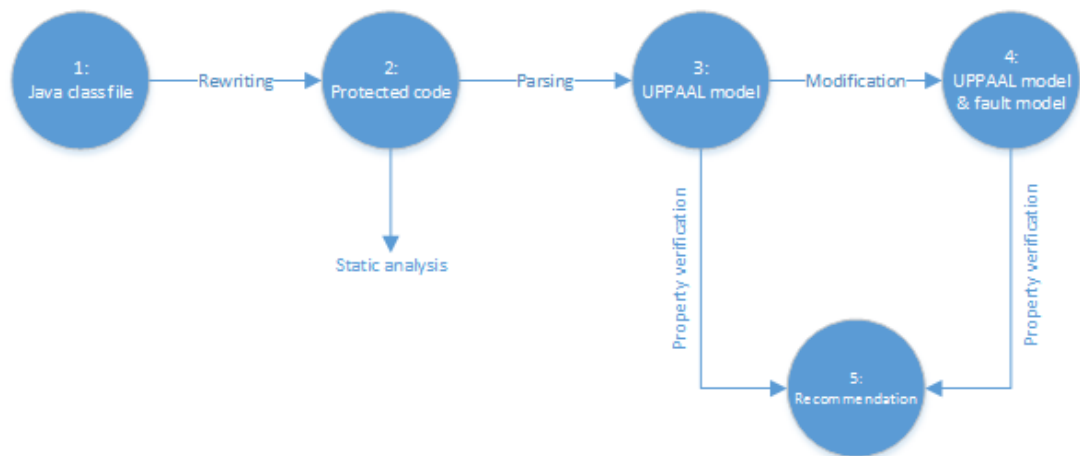 1:
Java class file
Rewriting
2:
Protected code
Parsing
3:
UPPAAL model
Modification
4:
UPPAAL model
& fault model
Static analysis
Property verification
Property verification
5:
Recommendation